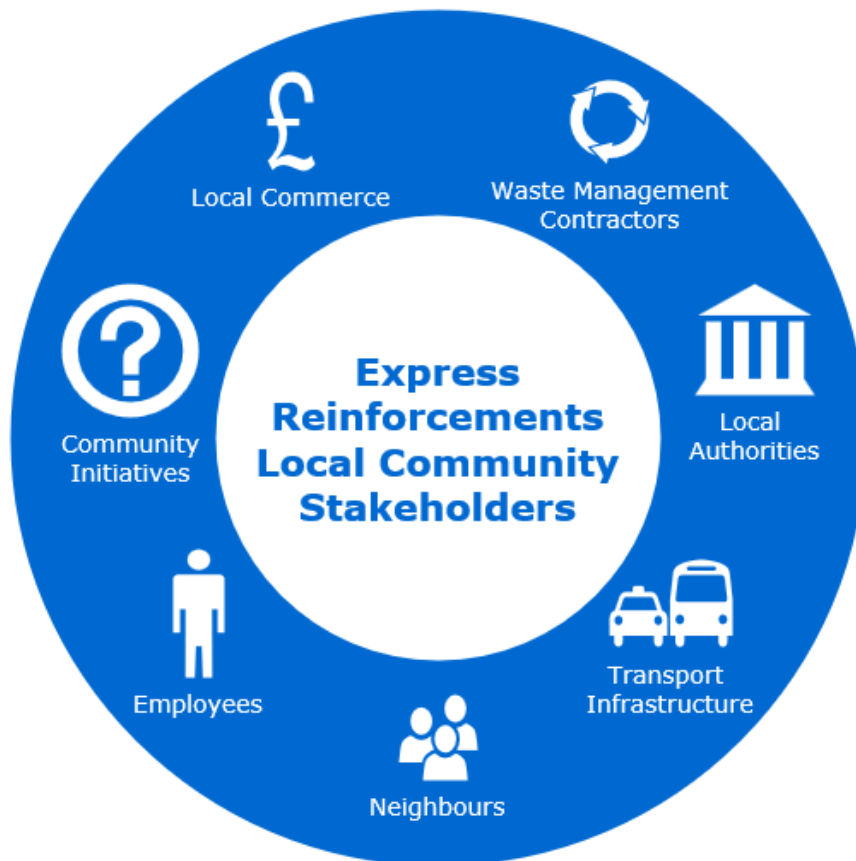 £
Local Commerce
Waste Management
Contractors
?
Community
Initiatives
Express
Reinforcements
Local Community
Stakeholders
Local
Authorities
Employees
Transport
Infrastructure
Neighbours